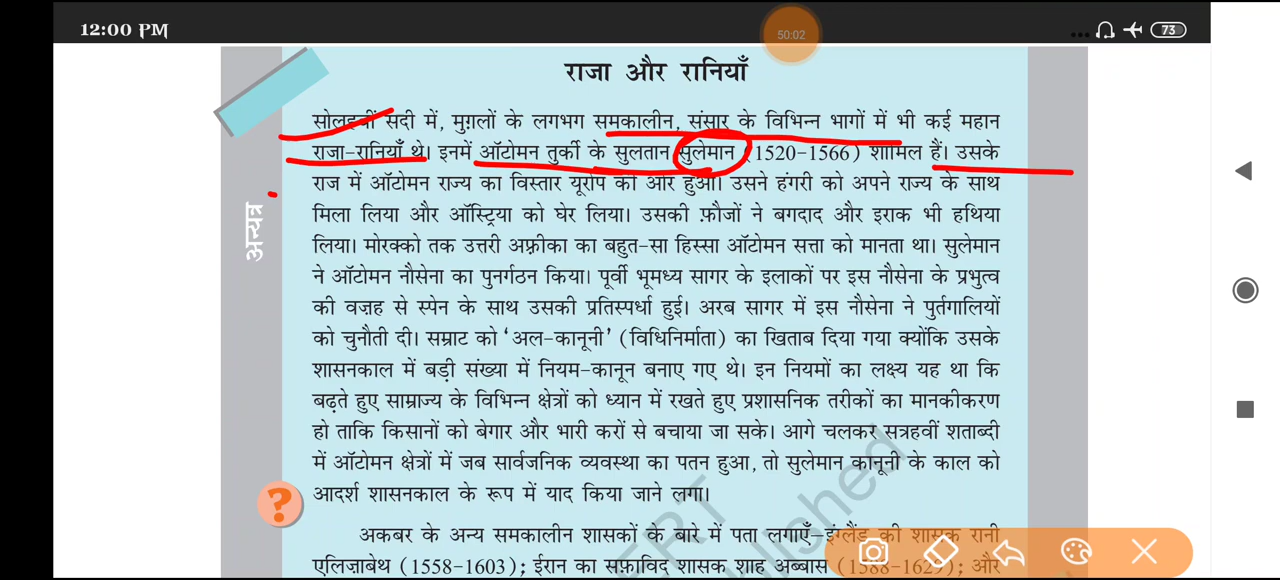 12:00 PM
50:02
73
राजा और रानियाँ
सोलहवीं सदी में, मुग़लों के लगभग समकालीन, संसार के विभिन्न भागों में भी कई महान
राजा-रानियाँ थे। इनमें ऑटोमन तुर्की के सुलतान सुलेमान (1520-1566) शामिल हैं। उसके
राज में ऑटोमन राज्य का विस्तार यूरोप की ओर हुआ। उसने हंगरी को अपने राज्य के साथ
मिला लिया और ऑस्ट्रिया को घेर लिया। उसकी फ़ौजों ने बगदाद और इराक भी हथिया
लिया। मोरक्को तक उत्तरी अफ़्रीका का बहुत-सा हिस्सा ऑटोमन सत्ता को मानता था। सुलेमान
ने ऑटोमन नौसेना का पुनर्गठन किया। पूर्वी भूमध्य सागर के इलाकों पर इस नौसेना के प्रभुत्व
की वज़ह से स्पेन के साथ उसकी प्रतिस्पर्धा हुई। अरब सागर में इस नौसेना ने पुर्तगालियों
को चुनौती दी। सम्राट को ‘अल-कानूनी’ (विधिनिर्माता) का खिताब दिया गया क्योंकि उसके
शासनकाल में बड़ी संख्या में नियम-कानून बनाए गए थे। इन नियमों का लक्ष्य यह था कि
बढ़ते हुए साम्राज्य के विभिन्न क्षेत्रों को ध्यान में रखते हुए प्रशासनिक तरीकों का मानकीकरण
हो ताकि किसानों को बेगार और भारी करों से बचाया जा सके। आगे चलकर सत्रहवीं शताब्दी
में ऑटोमन क्षेत्रों में जब सार्वजनिक व्यवस्था का पतन हुआ, तो सुलेमान कानूनी के काल को
आदर्श शासनकाल के रूप में याद किया जाने लगा।
अकबर के अन्य समकालीन शासकों के बारे में पता लगाएँ–इंग्लैंड की शासक रानी
एलिज़ाबेथ (1558-1603); ईरान का सफ़ाविद शासक शाह अब्बास (1588-1629); और
अन्यत्र
?